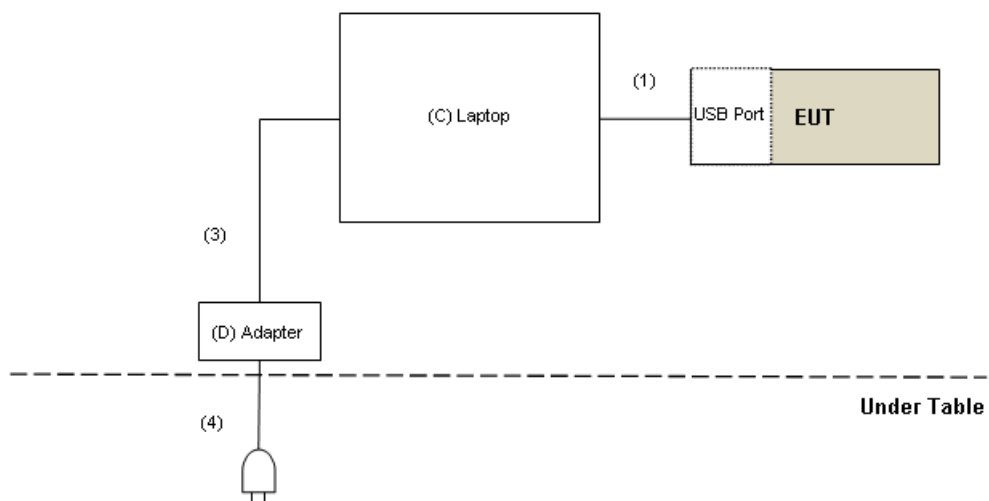 (1)
(C) Laptop
USB Port
EUT
(3)
(D) Adapter
Under Table
(4)